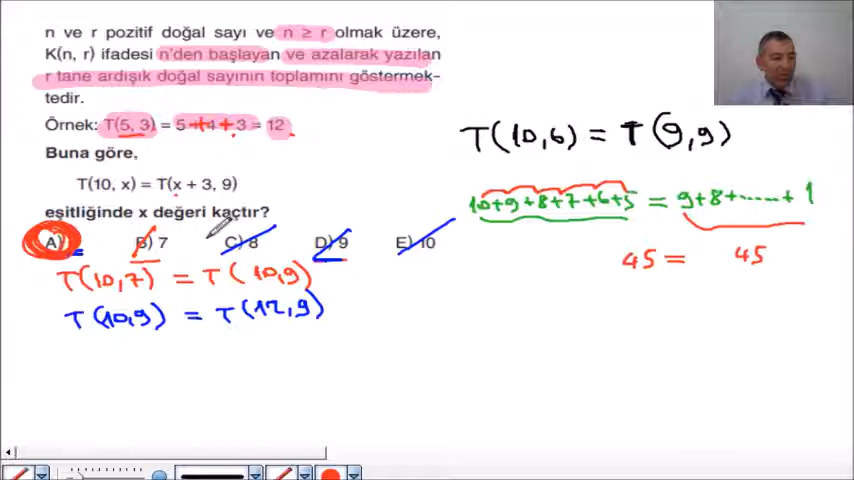 n ve r pozitif doğal sayı ve n ≥ r olmak üzere,
K(n, r) ifadesi n'den başlayan ve azalarak yazılan
r tane ardışık doğal sayının toplamını göstermek-
tedir.
Örnek: T(5, 3) = 5 + 4 + 3 = 12
Buna göre,
T(10, x) = T(x + 3, 9)
eşitliğinde x değeri kaçtır?
A) B) 7 C) 8 D) 9 E) 10
T(10,7) = T(10,9)
T(10,9) = T(12,9)
T(10,6) = T(9,9)
10+9+8+7+6+5 = 9+8+......+1
45 = 45